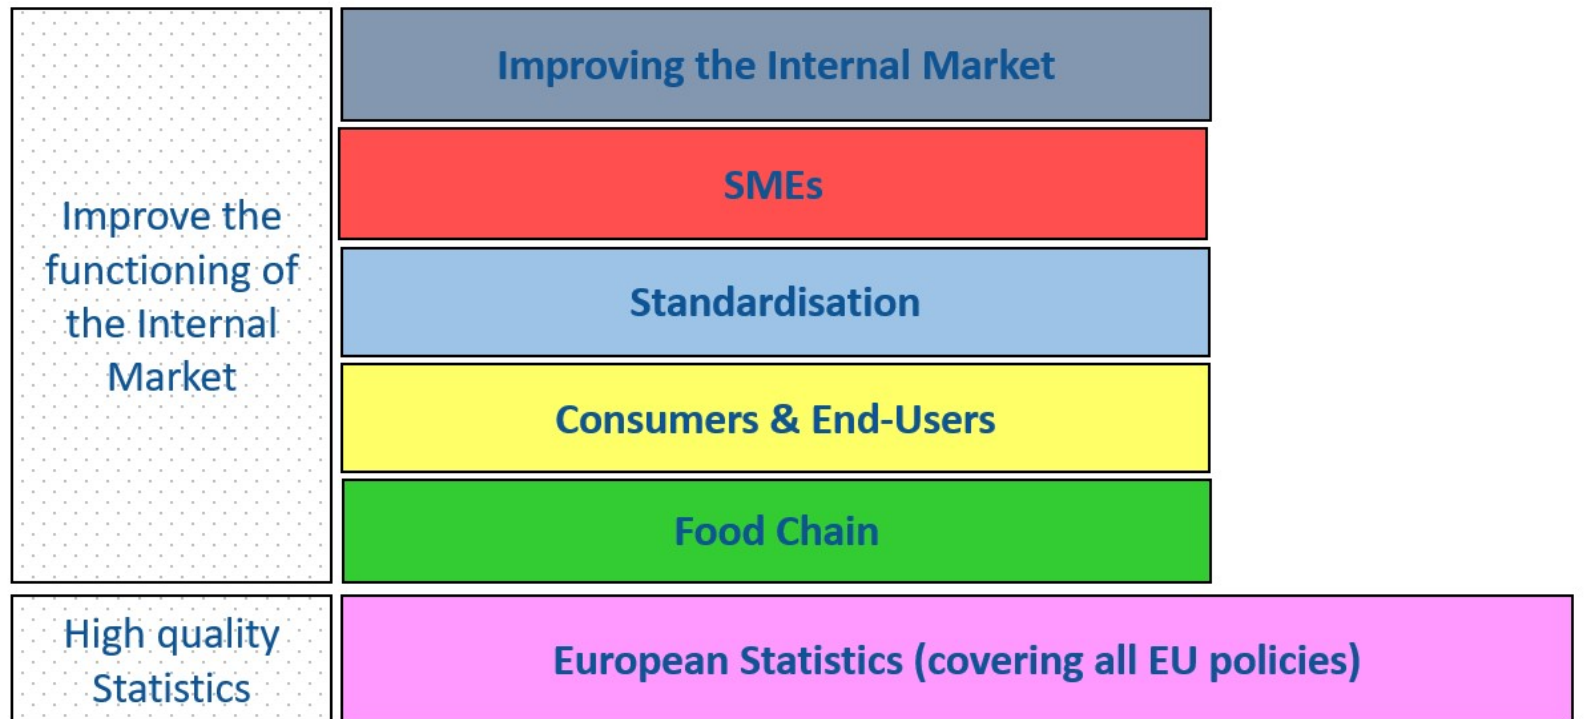 Improve the
functioning of
the Internal
Market
Improving the Internal Market
SMEs
Standardisation
Consumers & End-Users
Food Chain
High quality
Statistics
European Statistics (covering all EU policies)